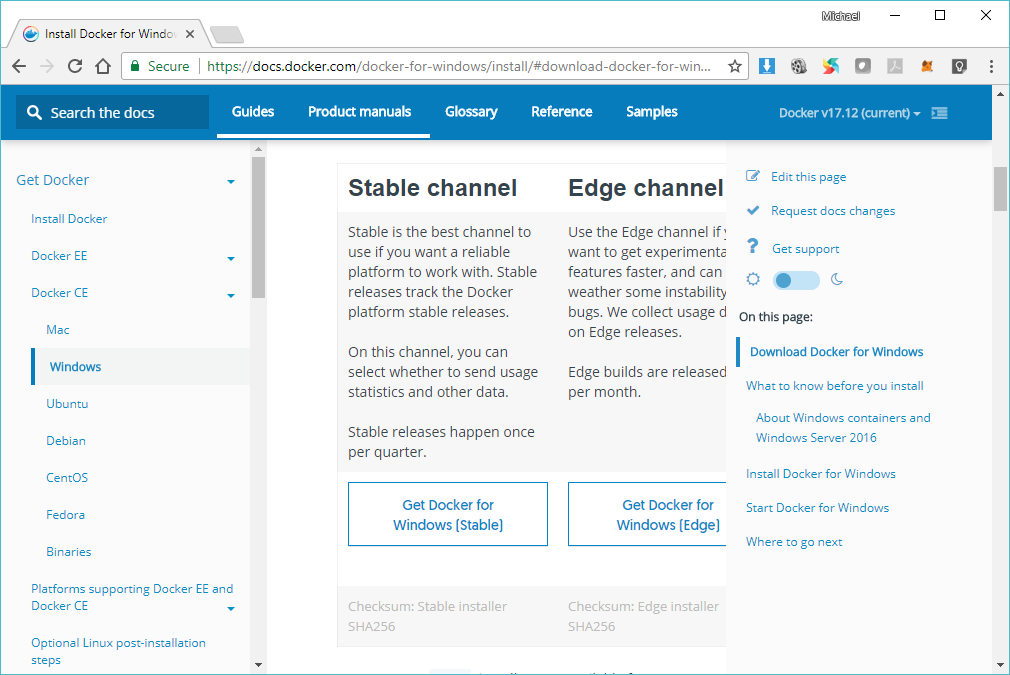 Michael
Install Docker for Windo
Secure
https://docs.docker.com/docker-for-windows/install/#download-docker-for-win...
Search the docs
Guides
Product manuals
Glossary
Reference
Samples
Docker v17.12 (current)
Get Docker
Install Docker
Docker EE
Docker CE
Mac
Windows
Ubuntu
Debian
CentOS
Fedora
Binaries
Platforms supporting Docker EE and
Docker CE
Optional Linux post-installation
steps
Stable channel
Stable is the best channel to
use if you want a reliable
platform to work with. Stable
releases track the Docker
platform stable releases.
On this channel, you can
select whether to send usage
statistics and other data.
Stable releases happen once
per quarter.
Get Docker for
Windows (Stable)
Checksum: Stable installer
SHA256
Edge channel
Use the Edge channel if y
want to get experimenta
features faster, and can
weather some instability
bugs. We collect usage d
on Edge releases.
Edge builds are released
per month.
Get Docker for
Windows (Edge)
Checksum: Edge installer
SHA256
Edit this page
Request docs changes
Get support
On this page:
Download Docker for Windows
What to know before you install
About Windows containers and
Windows Server 2016
Install Docker for Windows
Start Docker for Windows
Where to go next